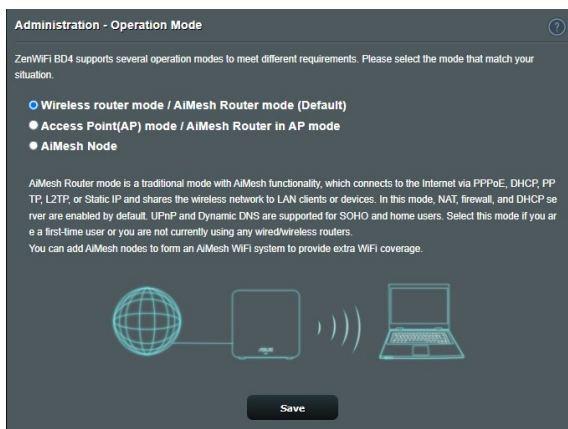 Administration - Operation Mode
?
ZenWiFi BD4 supports several operation modes to meet different requirements. Please select the mode that match your
situation.
Wireless router mode / AiMesh Router mode (Default)
Access Point(AP) mode / AiMesh Router in AP mode
AiMesh Node
AiMesh Router mode is a traditional mode with AiMesh functionality, which connects to the Internet via PPPoE, DHCP, PP
TP, L2TP, or Static IP and shares the wireless network to LAN clients or devices. In this mode, NAT, firewall, and DHCP se
rver are enabled by default. UPnP and Dynamic DNS are supported for SOHO and home users. Select this mode if you ar
e a first-time user or you are not currently using any wired/wireless routers.
You can add AiMesh nodes to form an AiMesh WiFi system to provide extra WiFi coverage.
ASUS
Save